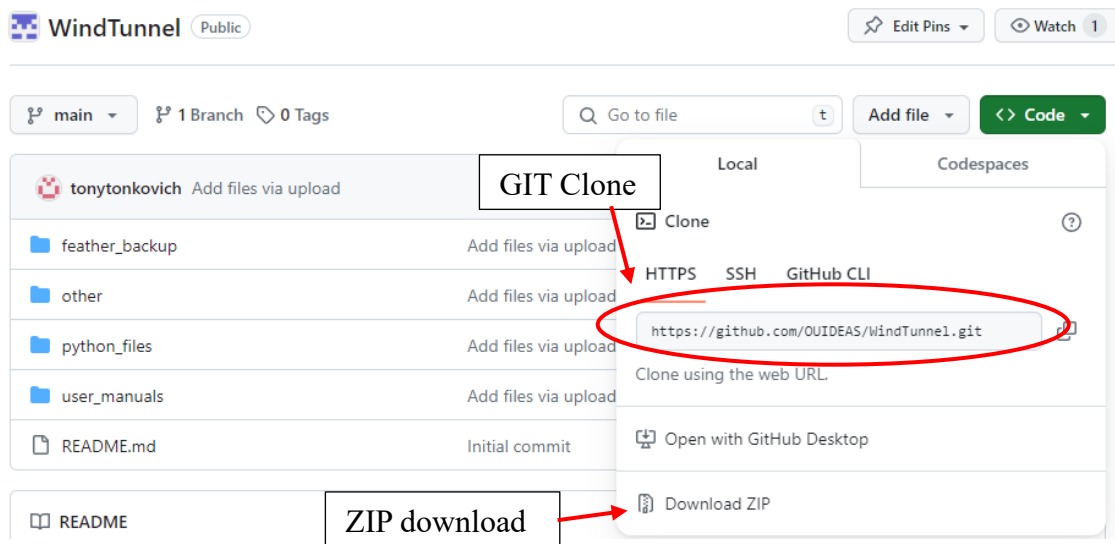 WindTunnel Public Edit Pins Watch 1
main 1 Branch 0 Tags Go to file t Add file <> Code
Local Codespaces
tonytonkovich Add files via upload
GIT Clone
Clone
feather_backup Add files via upload
HTTPS SSH GitHub CLI
other Add files via upload
https://github.com/OUIDEAS/WindTunnel.git
python_files Add files via upload
Clone using the web URL.
user_manuals Add files via upload
Open with GitHub Desktop
README.md Initial commit
Download ZIP
README
ZIP download